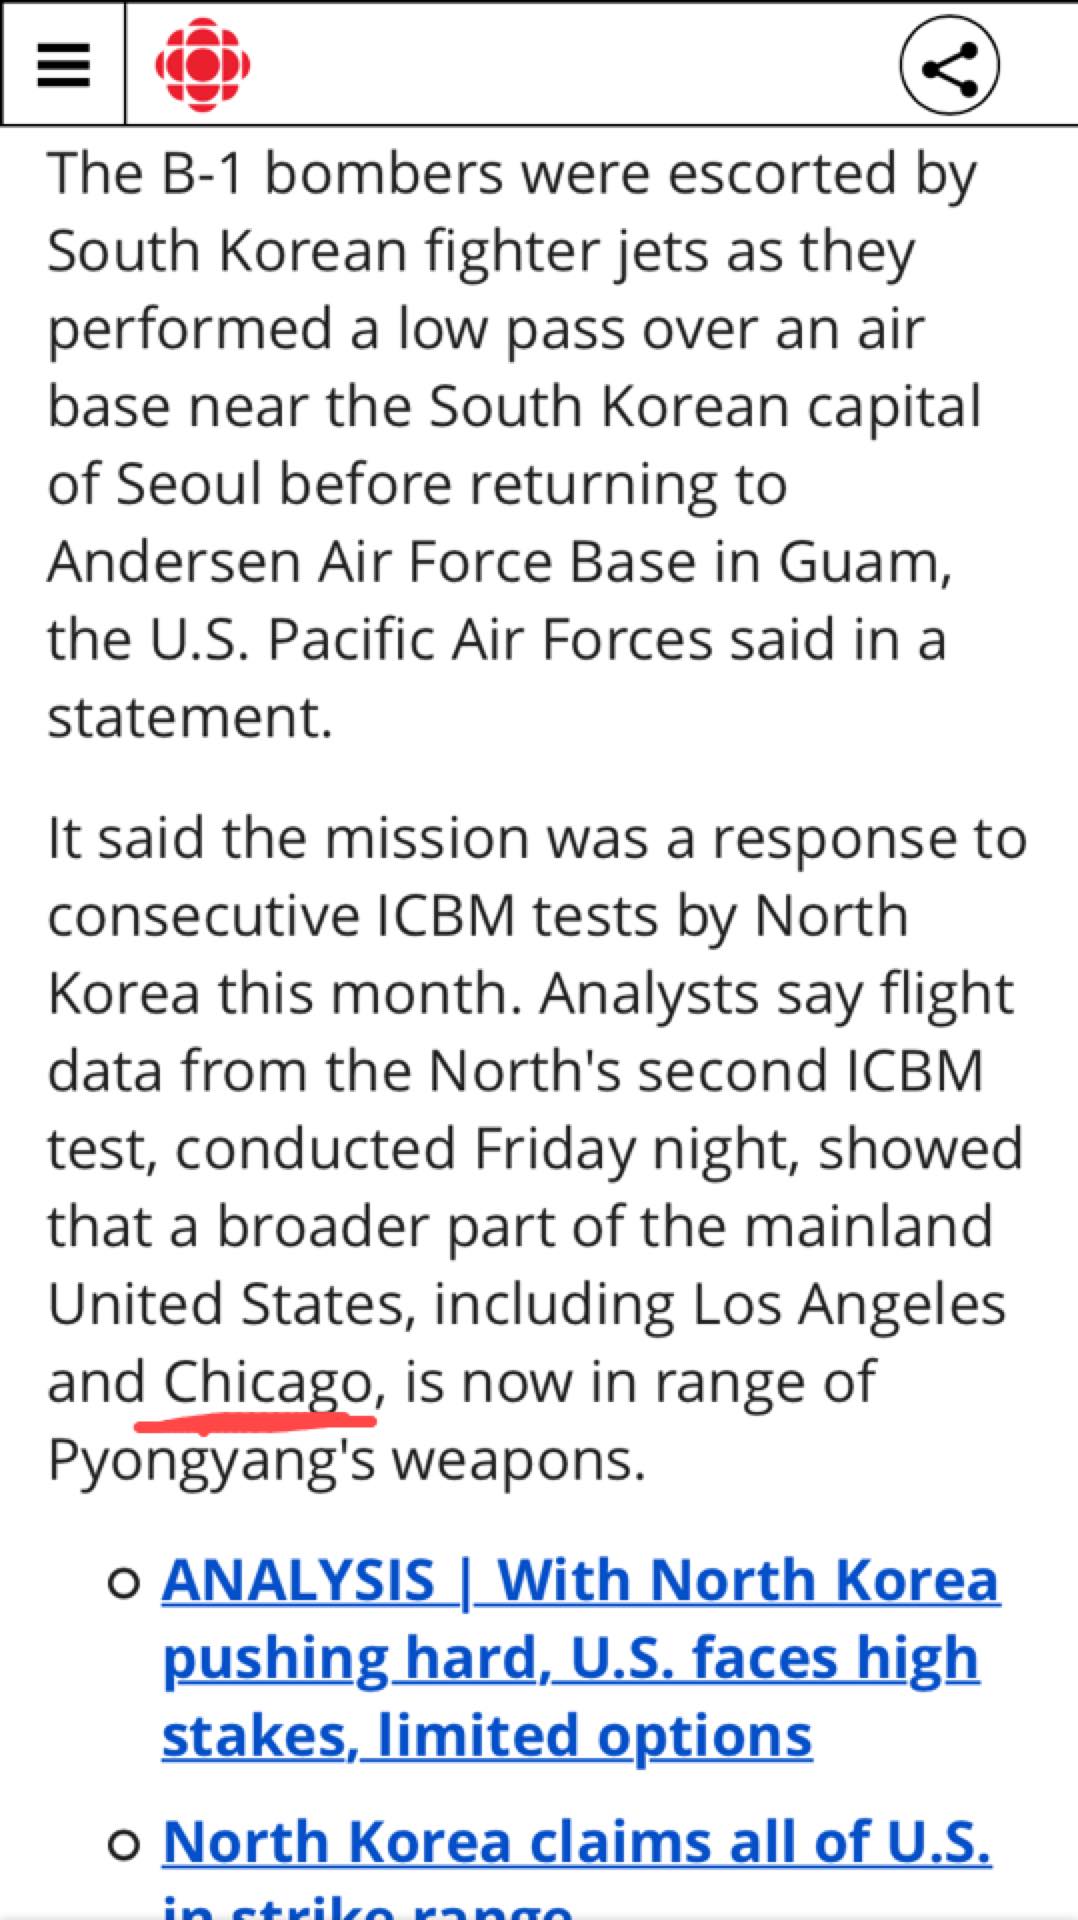 The B-1 bombers were escorted by
South Korean fighter jets as they
performed a low pass over an air
base near the South Korean capital
of Seoul before returning to
Andersen Air Force Base in Guam,
the U.S. Pacific Air Forces said in a
statement.
It said the mission was a response to
consecutive ICBM tests by North
Korea this month. Analysts say flight
data from the North's second ICBM
test, conducted Friday night, showed
that a broader part of the mainland
United States, including Los Angeles
and Chicago, is now in range of
Pyongyang's weapons.
ANALYSIS | With North Korea
pushing hard, U.S. faces high
stakes, limited options
North Korea claims all of U.S.
in strike range